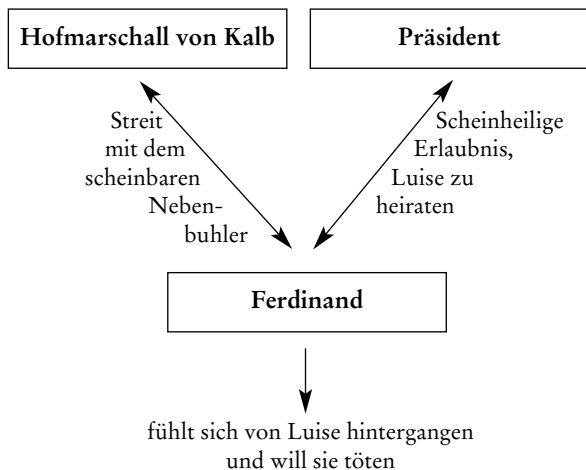 Hofmarschall von Kalb
Präsident
Streit
mit dem
scheinbaren
Neben-
buhler
Scheinheilige
Erlaubnis,
Luise zu
heiraten
Ferdinand
fühlt sich von Luise hintergangen
und will sie töten